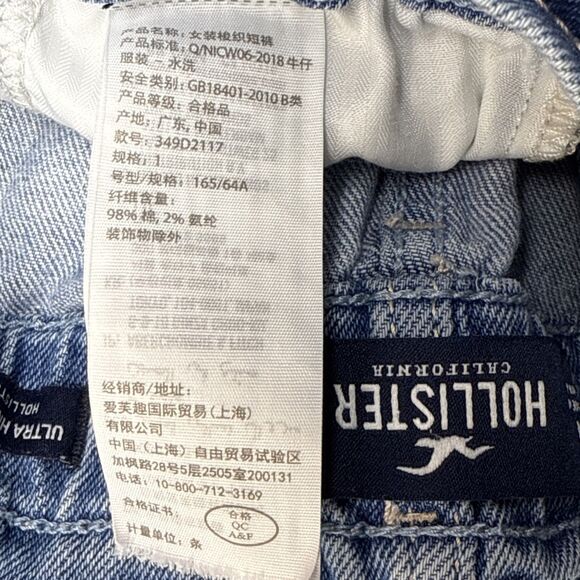 产品名称: 女装梭织短裤
产品标准: Q/NICW06-2018 牛仔
服装 – 水洗
安全类别: GB18401-2010 B类
产品等级: 合格品
产地: 广东, 中国
款号: 349D2117
规格: 1
号型/规格: 165/64A
纤维含量:
98% 棉, 2% 氨纶
装饰物除外
经销商/地址:
爱芙趣国际贸易(上海)
有限公司
中国（上海）自由贸易试验区
加枫路28号5层2505室200131
电话: 10-800-712-3169
合格证书:
合格
QC
A&F
计量单位: 条
HOLLISTER
CALIFORNIA
ULTRA HI
HOLLIS